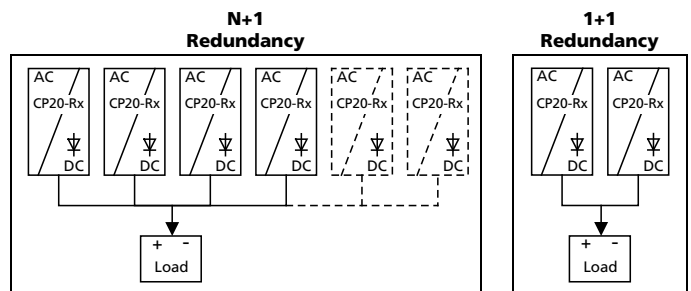 N+1
Redundancy
AC
CP20-Rx
DC
AC
CP20-Rx
DC
AC
CP20-Rx
DC
AC
CP20-Rx
DC
AC
CP20-Rx
DC
AC
CP20-Rx
DC
+ -
Load
1+1
Redundancy
AC
CP20-Rx
DC
AC
CP20-Rx
DC
+ -
Load